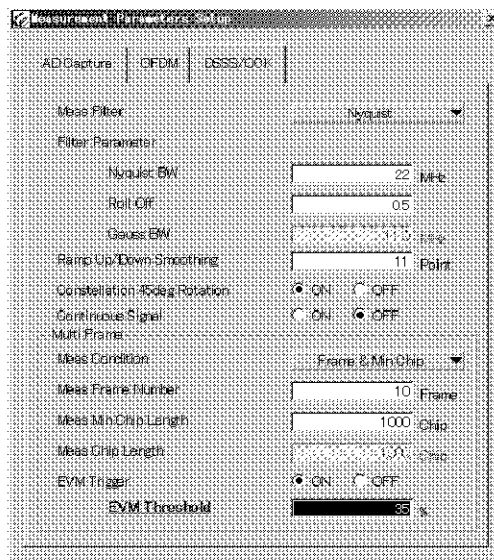 Measurement Parameters Setup
AD Capture OFDM DSSS/CCK
Meas Filter Nyquist
Filter Parameter
Nyquist BW 22 MHz
Roll Off 0.5
Gauss BW MHz
Ramp Up/Down Smoothing 11 Point
Constellation 45deg Rotation ON OFF
Continuous Signal ON OFF
Multi Frame
Meas Condition Frame & Min Chip
Meas Frame Number 10 Frame
Meas Min Chip Length 1000 Chip
Meas Chip Length Chip
EVM Trigger ON OFF
EVM Threshold 35 %